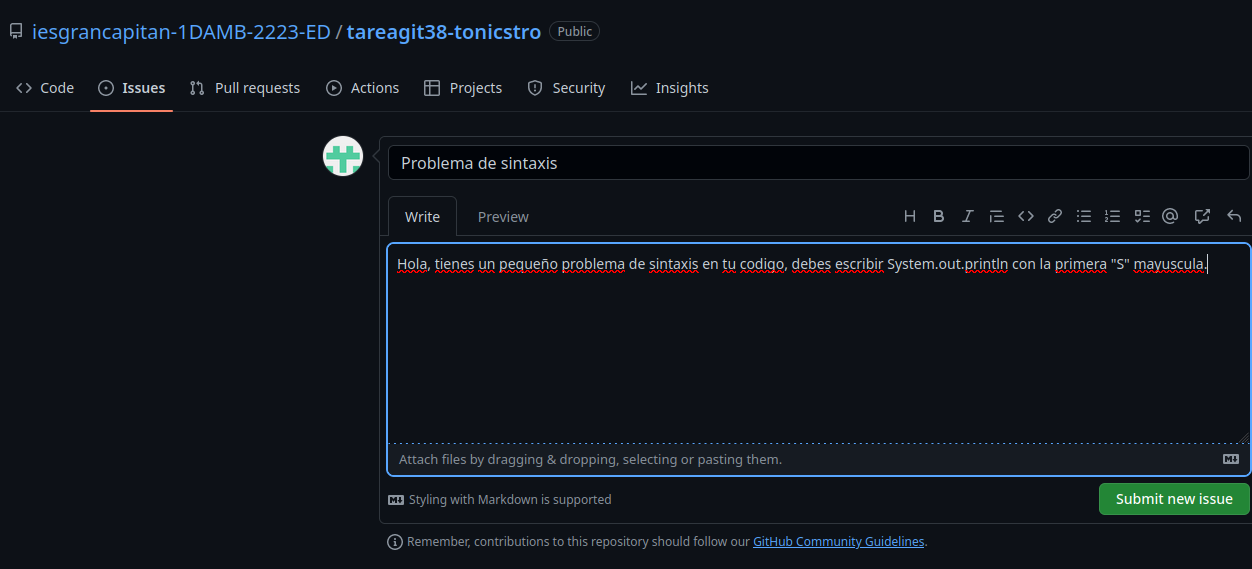 iesgrancapitan-1DAMB-2223-ED / tareagit38-tonicstro Public
Code Issues Pull requests Actions Projects Security Insights
Problema de sintaxis
Write Preview
Hola, tienes un pequeño problema de sintaxis en tu codigo, debes escribir System.out.println con la primera "S" mayuscula.
Attach files by dragging & dropping, selecting or pasting them.
Styling with Markdown is supported
Submit new issue
Remember, contributions to this repository should follow our GitHub Community Guidelines.